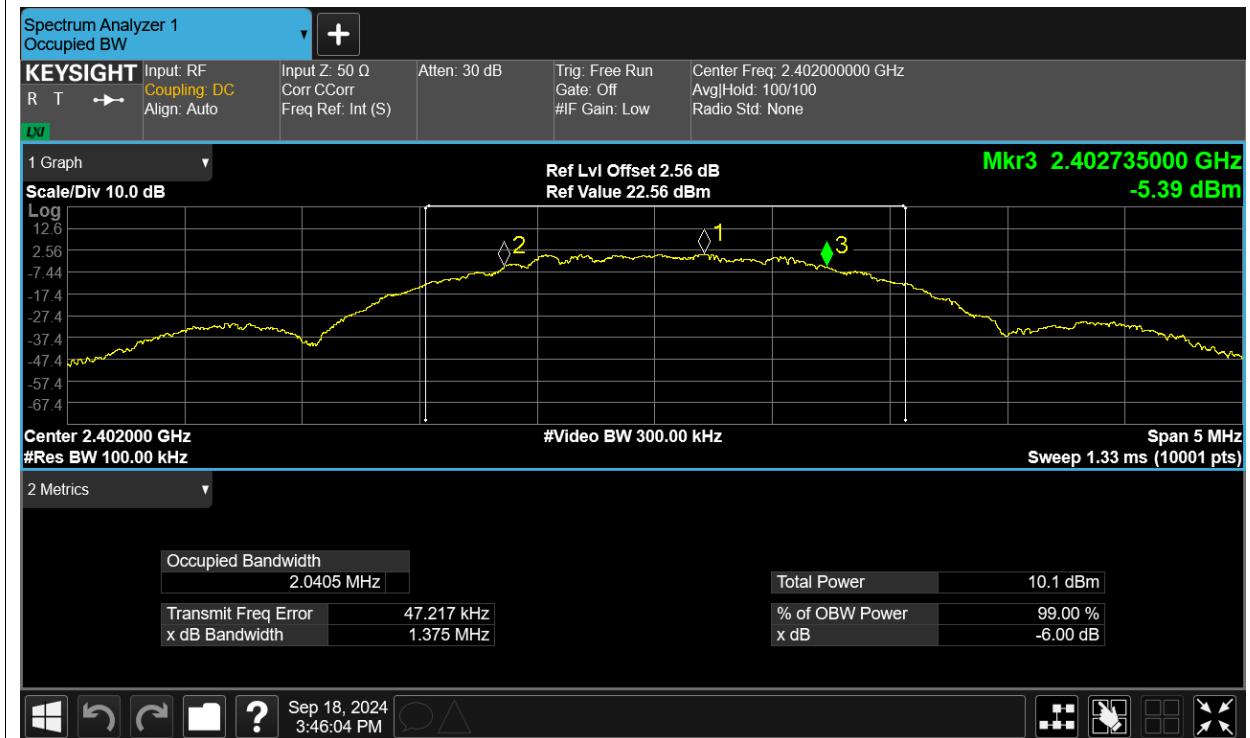 Spectrum Analyzer 1
Occupied BW
KEYSIGHT
R T
LXI
Input: RF
Coupling: DC
Align: Auto
Input Z: 50 Ω
Corr CCorr
Freq Ref: Int (S)
Atten: 30 dB
Trig: Free Run
Gate: Off
#IF Gain: Low
Center Freq: 2.402000000 GHz
Avg|Hold: 100/100
Radio Std: None
1 Graph
Scale/Div 10.0 dB
Ref Lvl Offset 2.56 dB
Ref Value 22.56 dBm
Mkr3 2.402735000 GHz
-5.39 dBm
Log
12.6
2.56
-7.44
-17.4
-27.4
-37.4
-47.4
-57.4
-67.4
2
1
3
Center 2.402000 GHz
#Video BW 300.00 kHz
Span 5 MHz
#Res BW 100.00 kHz
Sweep 1.33 ms (10001 pts)
2 Metrics
Occupied Bandwidth
2.0405 MHz
Total Power 10.1 dBm
Transmit Freq Error 47.217 kHz
% of OBW Power 99.00 %
x dB Bandwidth 1.375 MHz
x dB -6.00 dB
?
Sep 18, 2024
3:46:04 PM